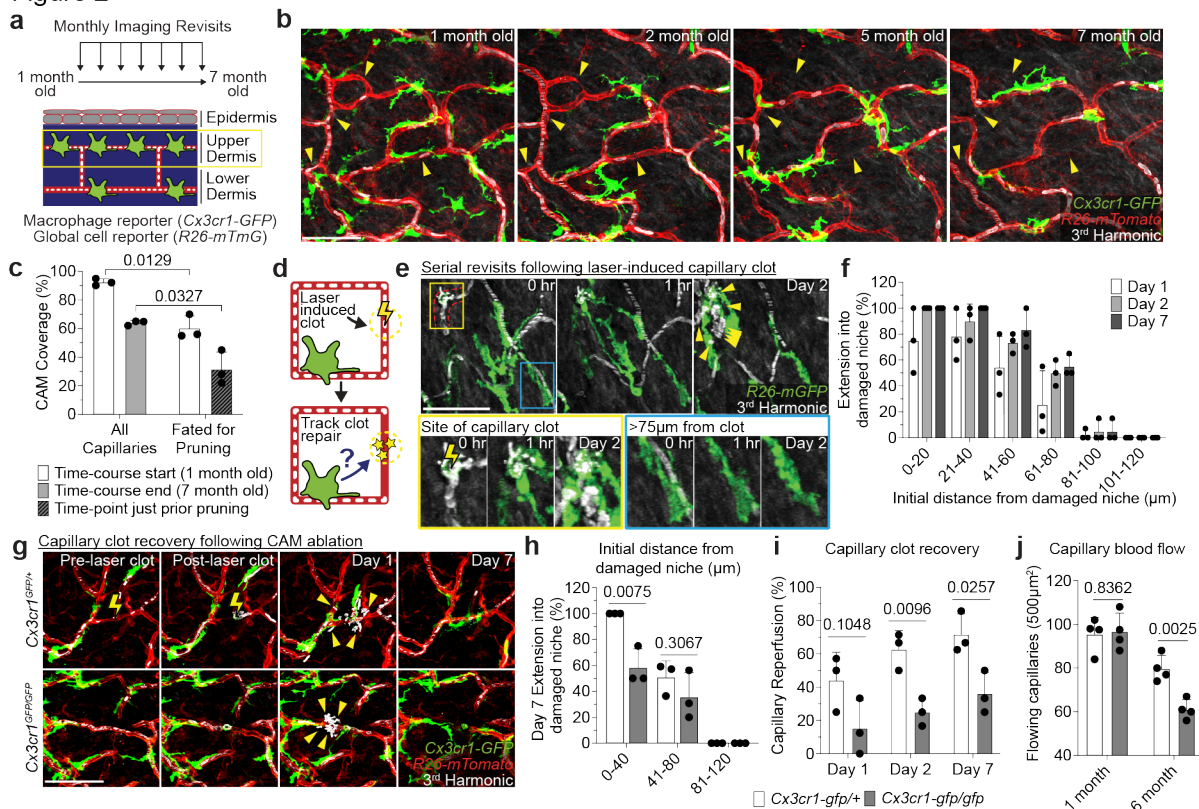 a
Monthly Imaging Revisits
1 month
old
7 month
old
Epidermis
Upper
Dermis
Lower
Dermis
Macrophage reporter (Cx3cr1-GFP)
Global cell reporter (R26-mTmG)
b
1 month old
2 month old
5 month old
7 month old
Cx3cr1-GFP
R26-mTomato
3rd Harmonic
c
CAM Coverage (%)
100
80
60
40
20
0
0.0129
0.0327
All
Capillaries
Fated for
Pruning
Time-course start (1 month old)
Time-course end (7 month old)
Time-point just prior pruning
d
Laser
induced
clot
Track clot
repair
?
e
Serial revisits following laser-induced capillary clot
0 hr
1 hr
Day 2
R26-mGFP
3rd Harmonic
Site of capillary clot
0 hr
1 hr
Day 2
>75µm from clot
0 hr
1 hr
Day 2
f
Extension into
damaged niche (%)
120
100
80
60
40
20
0
Day 1
Day 2
Day 7
0-20
21-40
41-60
61-80
81-100
101-120
Initial distance from damaged niche (µm)
g
Capillary clot recovery following CAM ablation
Pre-laser clot
Post-laser clot
Day 1
Day 7
Cx3cr1GFP/+
Cx3cr1GFP/GFP
Cx3cr1-GFP
R26-mTomato
3rd Harmonic
h
Initial distance from
damaged niche (µm)
Day 7 Extension into
damaged niche (%)
120
100
80
60
40
20
0
0.0075
0.3067
0-40
41-80
81-120
i
Capillary clot recovery
Capillary Reperfusion (%)
100
80
60
40
20
0
0.1048
0.0096
0.0257
Day 1
Day 2
Day 7
Cx3cr1-gfp/+
Cx3cr1-gfp/gfp
j
Capillary blood flow
Flowing capillaries (500µm²)
120
100
80
60
40
0.8362
0.0025
1 month
6 month